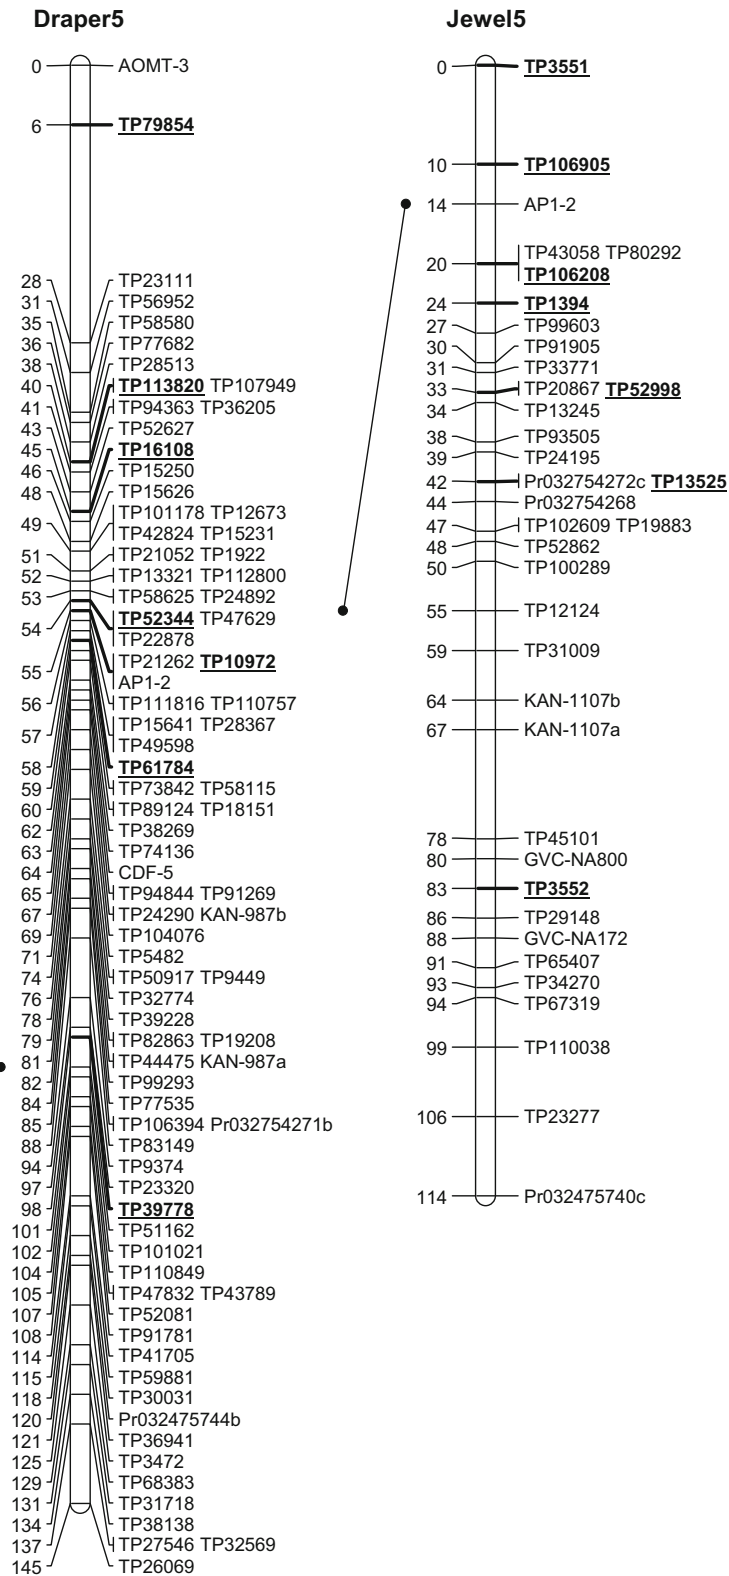 Draper5
0 AOMT-3
6 TP79854
28 TP23111
31 TP56952
35 TP58580
36 TP77682
38 TP28513
40 TP113820 TP107949
41 TP94363 TP36205
43 TP52627
45 TP16108
46 TP15250
48 TP15626
49 TP101178 TP12673
TP42824 TP15231
51 TP21052 TP1922
52 TP13321 TP112800
53 TP58625 TP24892
54 TP52344 TP47629
TP22878
55 TP21262 TP10972
AP1-2
56 TP111816 TP110757
57 TP15641 TP28367
TP49598
58 TP61784
59 TP73842 TP58115
60 TP89124 TP18151
62 TP38269
63 TP74136
64 CDF-5
65 TP94844 TP91269
67 TP24290 KAN-987b
69 TP104076
71 TP5482
74 TP50917 TP9449
76 TP32774
78 TP39228
79 TP82863 TP19208
81 TP44475 KAN-987a
82 TP99293
84 TP77535
85 TP106394 Pr032754271b
88 TP83149
94 TP9374
97 TP23320
98 TP39778
101 TP51162
102 TP101021
104 TP110849
105 TP47832 TP43789
107 TP52081
108 TP91781
114 TP41705
115 TP59881
118 TP30031
120 Pr032475744b
121 TP36941
125 TP3472
129 TP68383
131 TP31718
134 TP38138
137 TP27546 TP32569
145 TP26069
Jewel5
0 TP3551
10 TP106905
14 AP1-2
20 TP43058 TP80292
TP106208
24 TP1394
27 TP99603
30 TP91905
31 TP33771
33 TP20867 TP52998
34 TP13245
38 TP93505
39 TP24195
42 Pr032754272c TP13525
44 Pr032754268
47 TP102609 TP19883
48 TP52862
50 TP100289
55 TP12124
59 TP31009
64 KAN-1107b
67 KAN-1107a
78 TP45101
80 GVC-NA800
83 TP3552
86 TP29148
88 GVC-NA172
91 TP65407
93 TP34270
94 TP67319
99 TP110038
106 TP23277
114 Pr032475740c